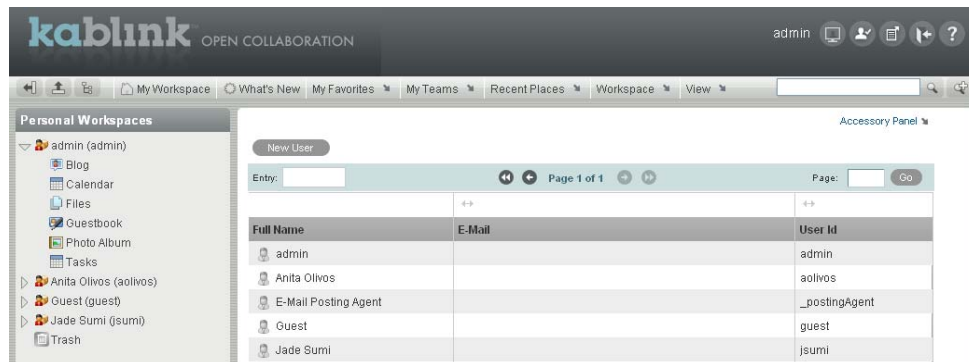 kablink OPEN COLLABORATION
admin
My Workspace What's New My Favorites My Teams Recent Places Workspace View
Personal Workspaces
admin (admin)
Blog
Calendar
Files
Guestbook
Photo Album
Tasks
Anita Olivos (aolivos)
Guest (guest)
Jade Sumi (jsumi)
Trash
Accessory Panel
New User
Entry: Page 1 of 1 Page: Go
Full Name E-Mail User Id
admin admin
Anita Olivos aolivos
E-Mail Posting Agent _postingAgent
Guest guest
Jade Sumi jsumi